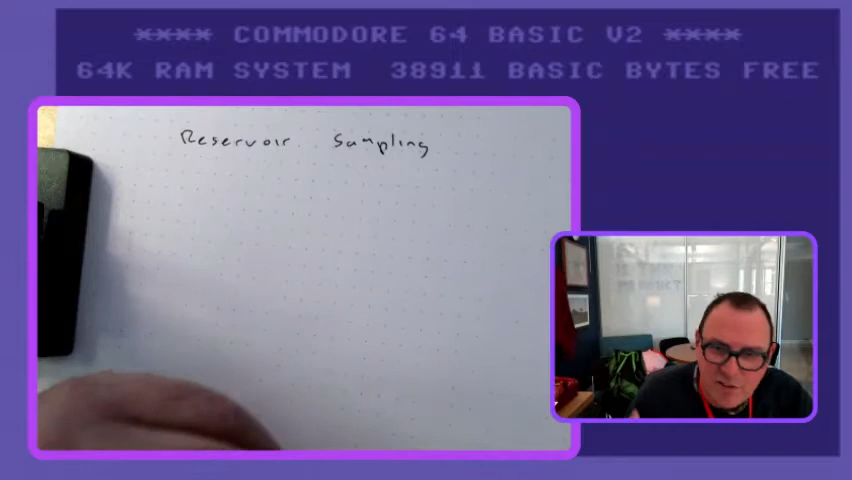 **** COMMODORE 64 BASIC V2 ****
64K RAM SYSTEM 38911 BASIC BYTES FREE
Reservoir Sampling